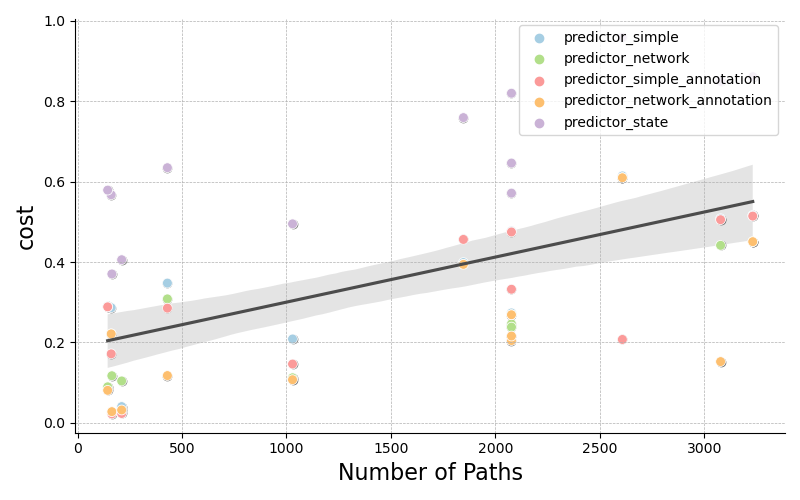 1.0
0.8
0.6
0.4
0.2
0.0
cost
predictor_simple
predictor_network
predictor_simple_annotation
predictor_network_annotation
predictor_state
0 500 1000 1500 2000 2500 3000
Number of Paths